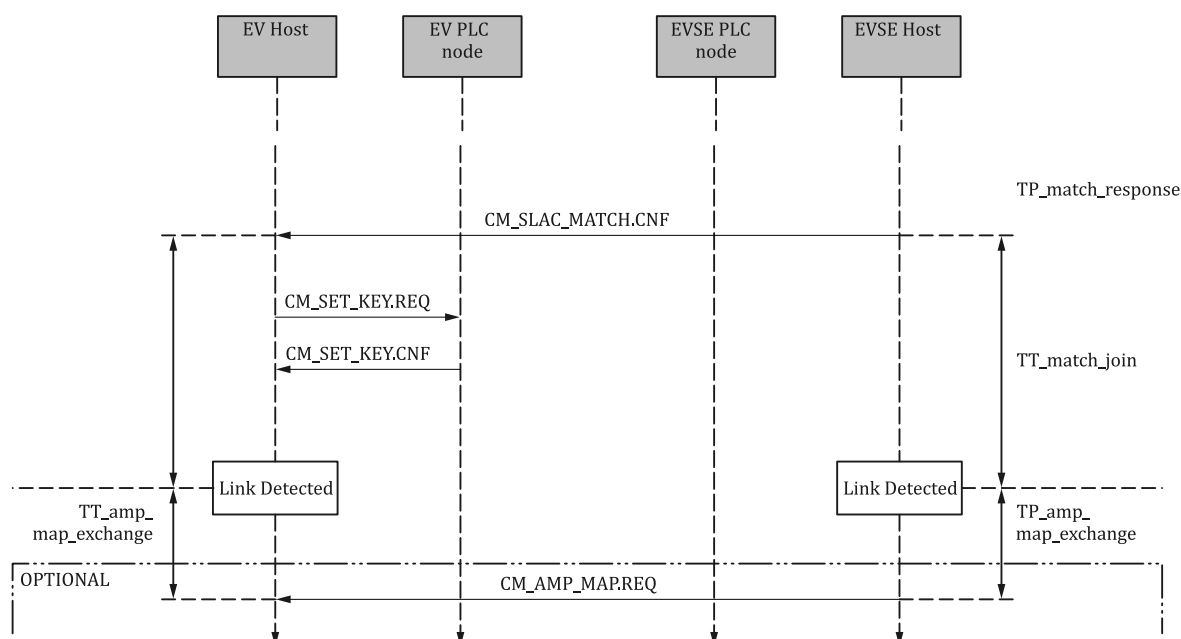 EV Host
EV PLC
node
EVSE PLC
node
EVSE Host
TP_match_response
CM_SLAC_MATCH.CNF
CM_SET_KEY.REQ
CM_SET_KEY.CNF
TT_match_join
Link Detected
Link Detected
TT_amp_
map_exchange
TP_amp_
map_exchange
OPTIONAL
CM_AMP_MAP.REQ